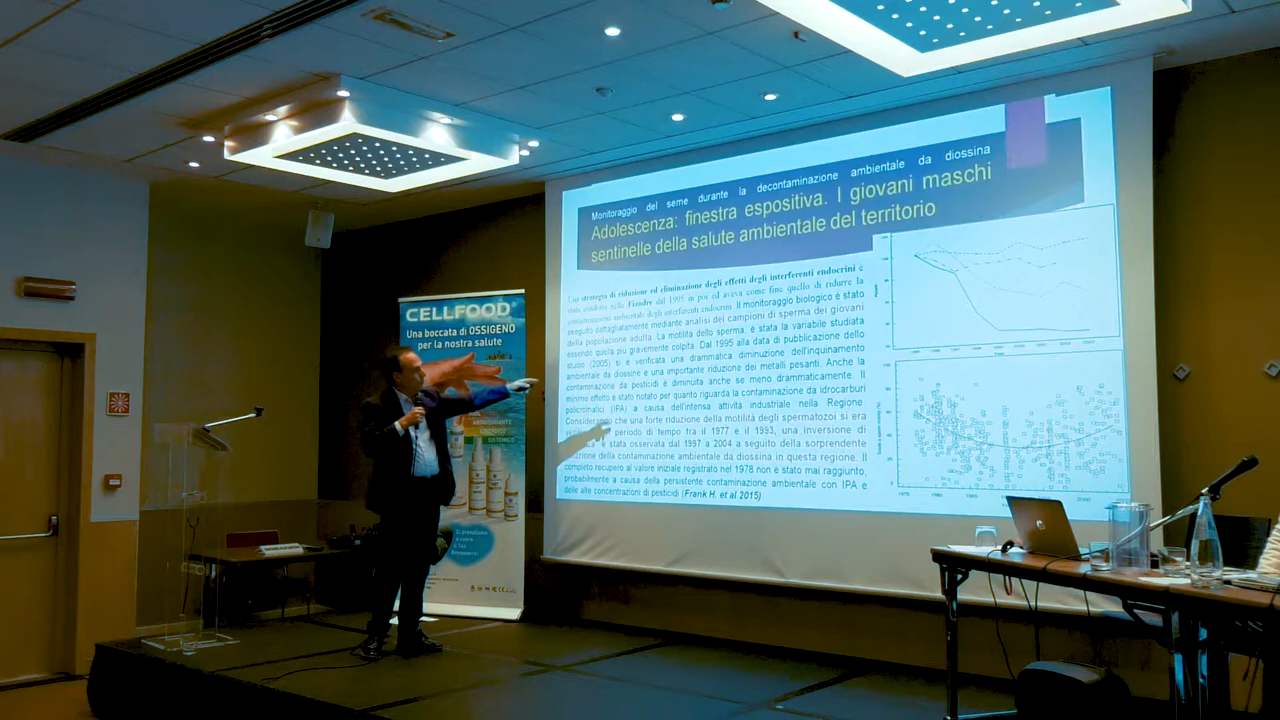 Monitoraggio del seme durante la decontaminazione ambientale da diossina
Adolescenza: finestra espositiva. I giovani maschi
sentinelle della salute ambientale del territorio
Una strategia di riduzione ed eliminazione degli effetti degli interferenti endocrini è
stata condotta nelle Fiandre dal 1995 in poi ed aveva come fine quello di ridurre la
contaminazione ambientale degli interferenti endocrini. Il monitoraggio biologico è stato
eseguito dettagliatamente mediante analisi dei campioni di sperma dei giovani
della popolazione adulta. La motilità dello sperma, è stata la variabile studiata
essendo quella più gravemente colpita. Dal 1995 alla data di pubblicazione dello
studio (2005) si è verificata una drammatica diminuzione dell'inquinamento
ambientale da diossine e una importante riduzione dei metalli pesanti. Anche la
contaminazione da pesticidi è diminuita anche se meno drammaticamente. Il
minimo effetto è stato notato per quanto riguarda la contaminazione da idrocarburi
policromatici (IPA) a causa dell'intensa attività industriale nella Regione.
Considerando che una forte riduzione della motilità degli spermatozoi si era
periodo di tempo tra il 1977 e il 1993, una inversione di
è stata osservata dal 1997 a 2004 a seguito della sorprendente
della contaminazione ambientale da diossina in questa regione. Il
completo recupero al valore iniziale registrato nel 1978 non è stato mai raggiunto,
probabilmente a causa della persistente contaminazione ambientale con IPA e
delle alte concentrazioni di pesticidi (Frank H. et al 2015)
CELLFOOD®
Una boccata di OSSIGENO
per la nostra salute
ANTIOSSIDANTE
ENERGETICO
SISTEMICO
Ci prendiamo
a cuore
il Tuo
Benessere!